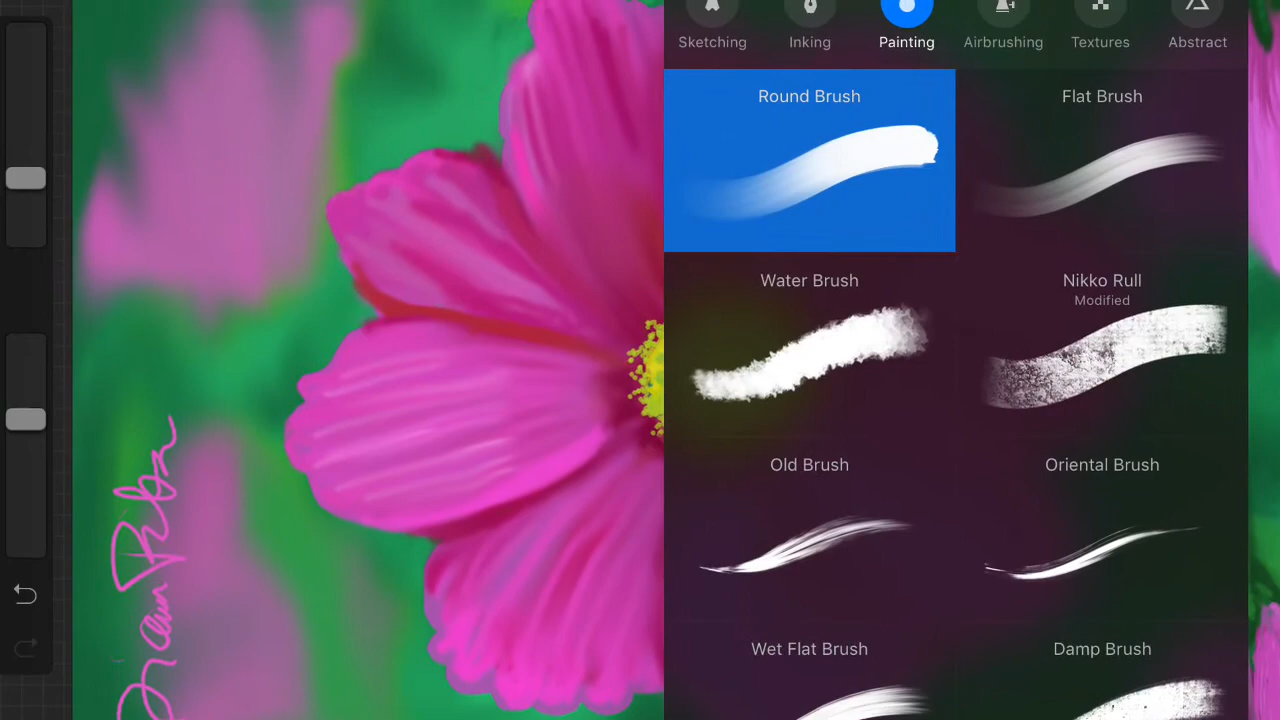 Sketching Inking Painting Airbrushing Textures Abstract
Round Brush Flat Brush
Water Brush Nikko Rull
Modified
Old Brush Oriental Brush
Wet Flat Brush Damp Brush